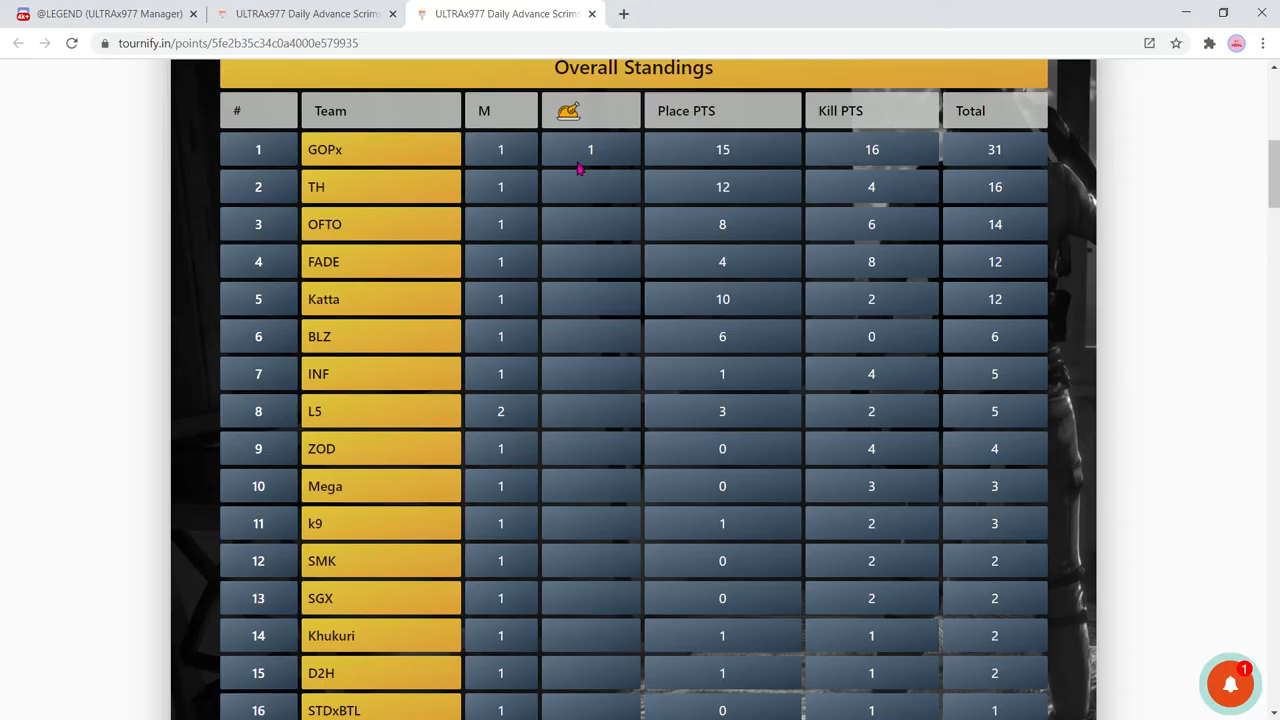 @LEGEND (ULTRAx977 Manager)
ULTRAx977 Daily Advance Scrims
ULTRAx977 Daily Advance Scrims
tournify.in/points/5fe2b35c34c0a4000e579935
Overall Standings
# Team M Place PTS Kill PTS Total
1 GOPx 1 1 15 16 31
2 TH 1 12 4 16
3 OFTO 1 8 6 14
4 FADE 1 4 8 12
5 Katta 1 10 2 12
6 BLZ 1 6 0 6
7 INF 1 1 4 5
8 L5 2 3 2 5
9 ZOD 1 0 4 4
10 Mega 1 0 3 3
11 k9 1 1 2 3
12 SMK 1 0 2 2
13 SGX 1 0 2 2
14 Khukuri 1 1 1 2
15 D2H 1 1 1 2
16 STDxBTL 1 0 1 1
1